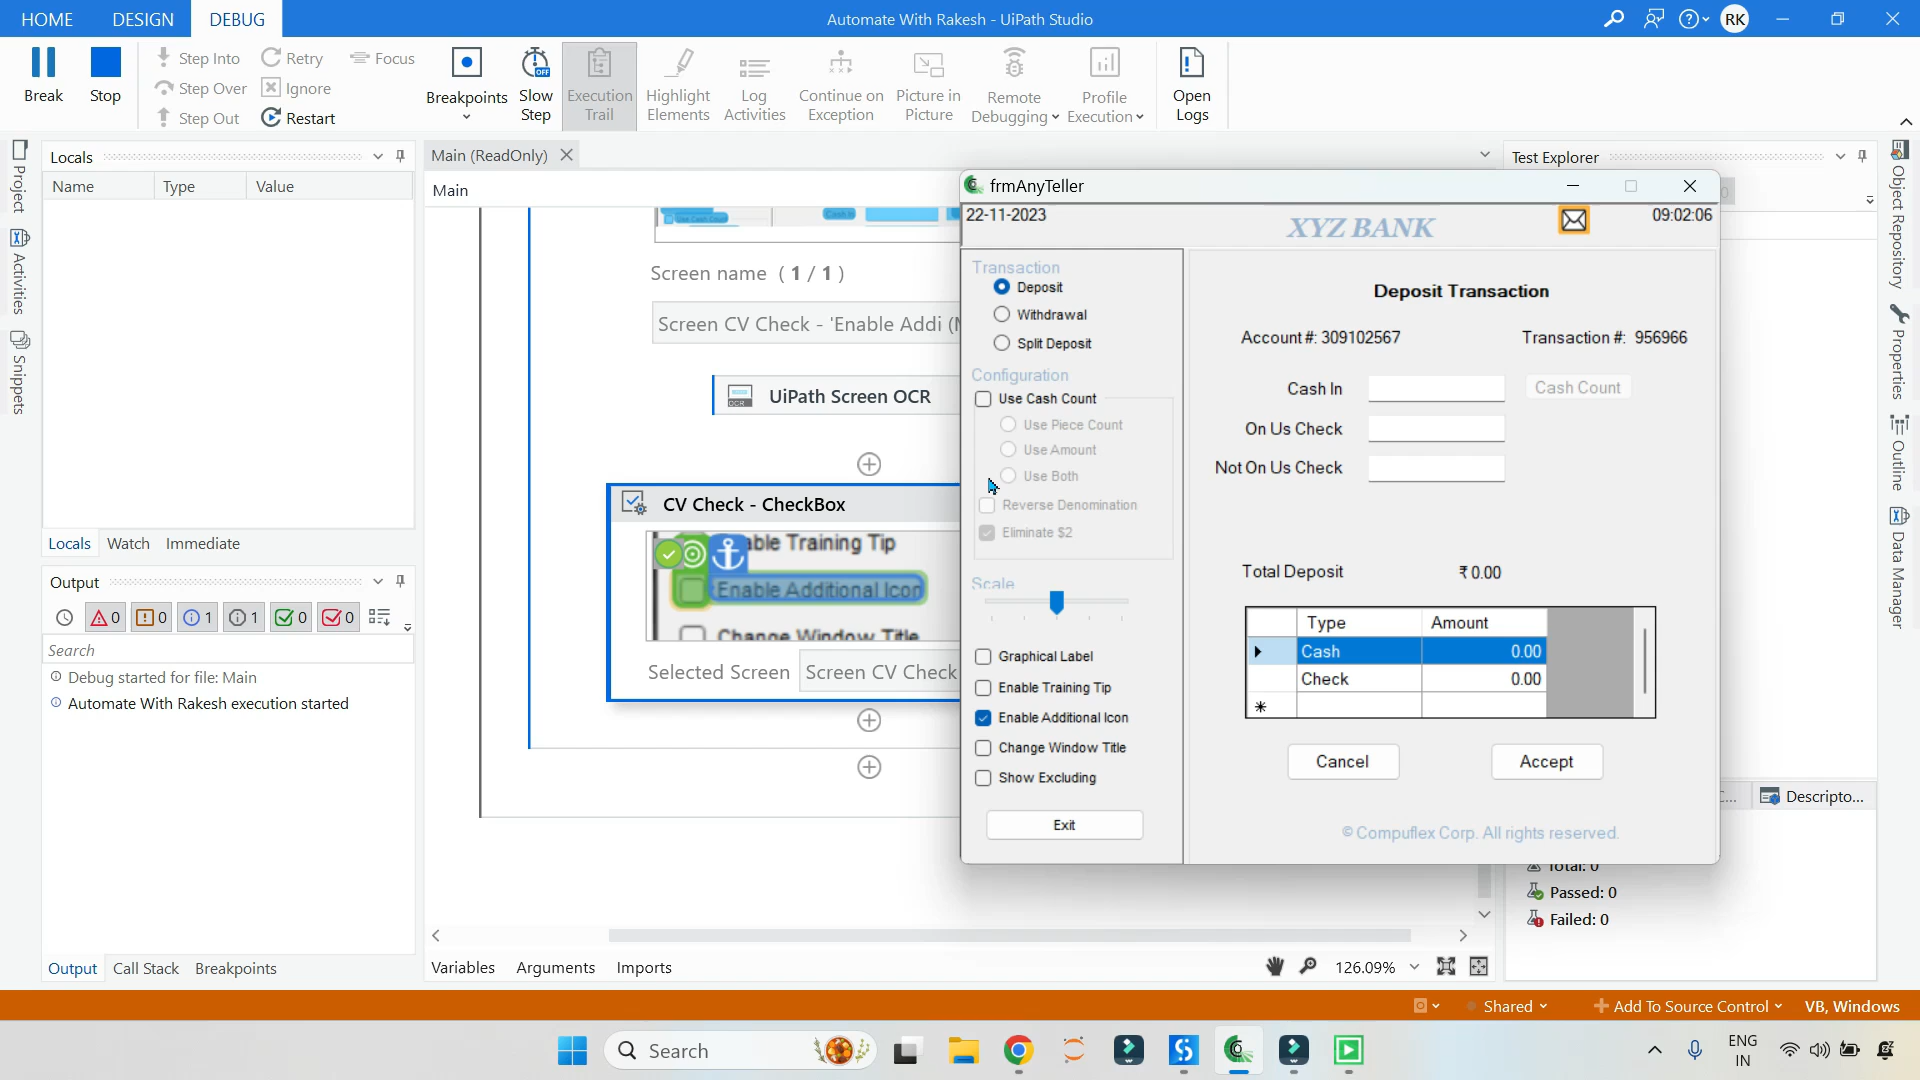 HOME DESIGN DEBUG Automate With Rakesh - UiPath Studio RK
Break
Stop
Step Into
Step Over
Step Out
Retry
Ignore
Restart
Focus
Breakpoints
Slow Step
Execution Trail
Highlight Elements
Log Activities
Continue on Exception
Picture in Picture
Remote Debugging
Profile Execution
Open Logs
Project
Activities
Snippets
Locals
Name Type Value
Locals Watch Immediate
Output
0 0 1 1 0 0
Search
Debug started for file: Main
Automate With Rakesh execution started
Output Call Stack Breakpoints
Main (ReadOnly)
Main
Screen name ( 1 / 1 )
Screen CV Check - 'Enable Addi (M
UiPath Screen OCR
CV Check - CheckBox
able Training Tip
Enable Additional Icon
Change Window Title
Selected Screen Screen CV Check
Variables Arguments Imports 126.09%
frmAnyTeller
22-11-2023 XYZ BANK 09:02:06
Transaction
Deposit
Withdrawal
Split Deposit
Configuration
Use Cash Count
Use Piece Count
Use Amount
Use Both
Reverse Denomination
Eliminate $2
Scale
Graphical Label
Enable Training Tip
Enable Additional Icon
Change Window Title
Show Excluding
Exit
Deposit Transaction
Account #: 309102567 Transaction #: 956966
Cash In Cash Count
On Us Check
Not On Us Check
Total Deposit ₹ 0.00
Type Amount
Cash 0.00
Check 0.00
Cancel Accept
© Compuflex Corp. All rights reserved.
Test Explorer
Descripto...
Total: 0
Passed: 0
Failed: 0
Object Repository
Properties
Outline
Data Manager
Shared Add To Source Control VB, Windows
Search
ENG
IN